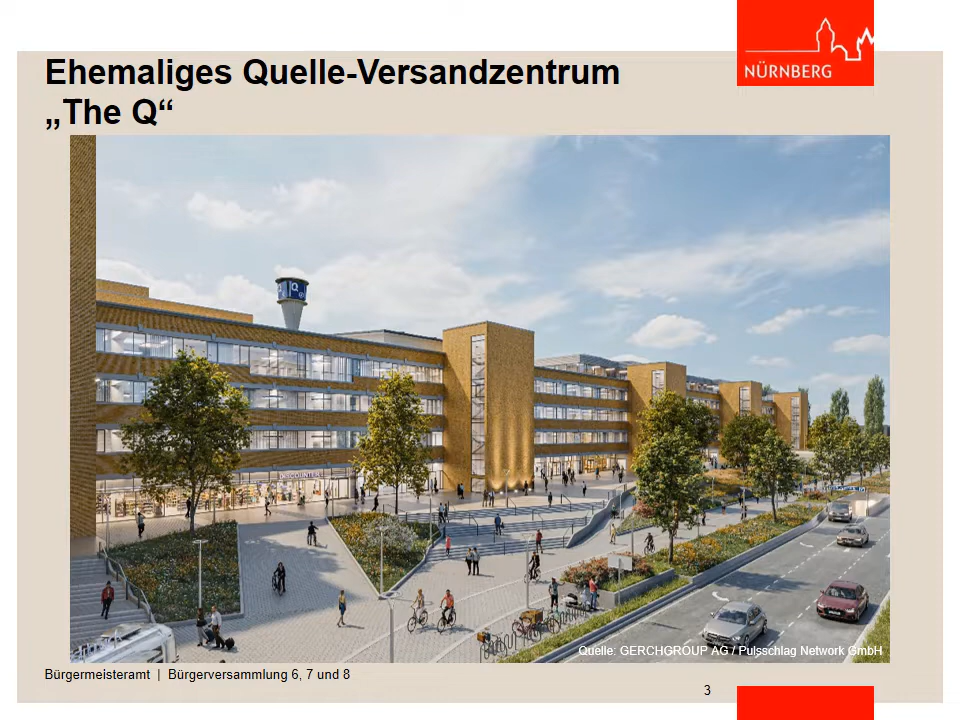 NÜRNBERG
Ehemaliges Quelle-Versandzentrum
„The Q“
Q
Quelle: GERCHGROUP AG / Pulsschlag Network GmbH
Bürgermeisteramt | Bürgerversammlung 6, 7 und 8
3